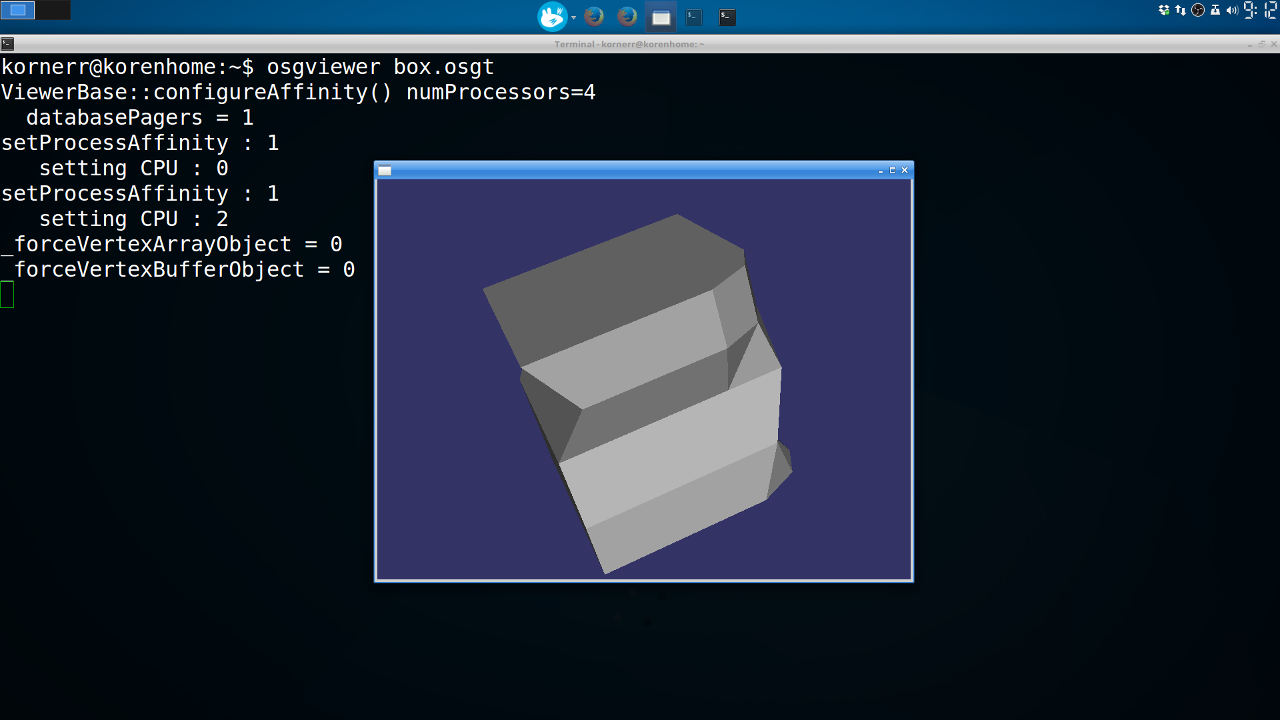 9:12
Terminal - kornerr@korenhome: ~
kornerr@korenhome:~$ osgviewer box.osgt
ViewerBase::configureAffinity() numProcessors=4
  databasePagers = 1
setProcessAffinity : 1
   setting CPU : 0
setProcessAffinity : 1
   setting CPU : 2
_forceVertexArrayObject = 0
_forceVertexBufferObject = 0